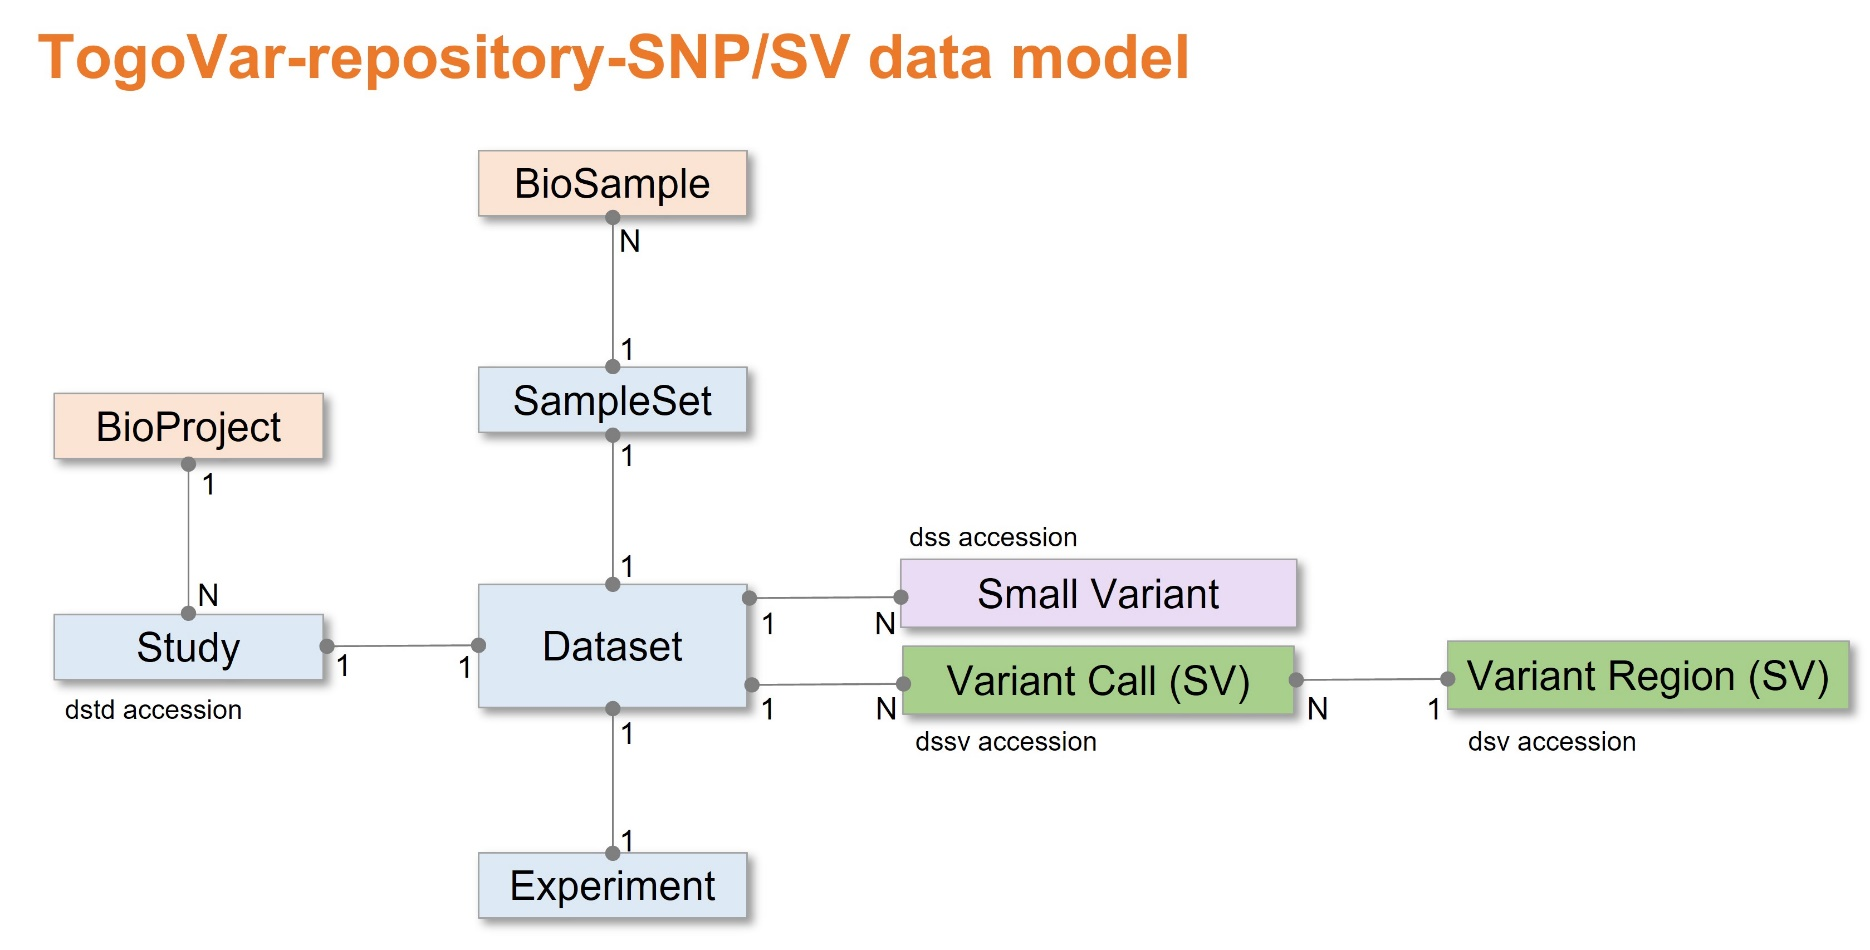 TogoVar-repository-SNP/SV data model
BioSample
N
1
SampleSet
1
BioProject
1
N
Study
1
dstd accession
1
1
Dataset
1
1
1
1
Experiment
dss accession
Small Variant
N
Variant Call (SV)
N
N
dssv accession
Variant Region (SV)
1
dsv accession